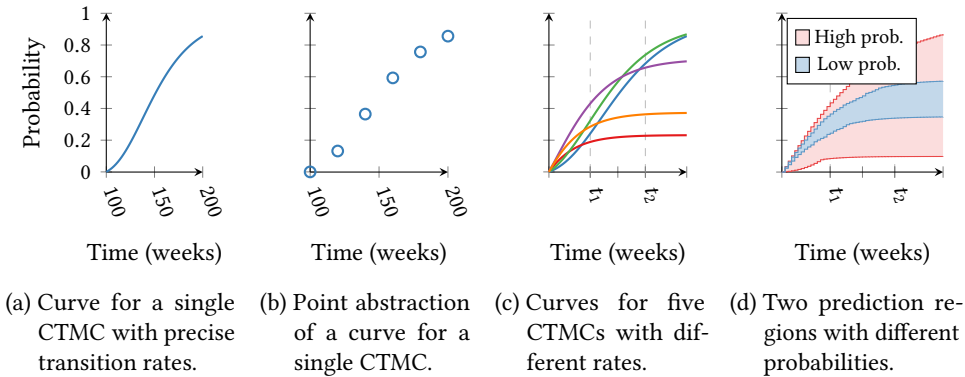 1
0.8
0.6
0.4
0.2
0
Probability
100
150
200
Time (weeks)
100
150
200
Time (weeks)
t1
t2
Time (weeks)
High prob.
Low prob.
t1
t2
Time (weeks)
(a) Curve for a single
CTMC with precise
transition rates.
(b) Point abstraction
of a curve for a
single CTMC.
(c) Curves for five
CTMCs with dif-
ferent rates.
(d) Two prediction re-
gions with different
probabilities.